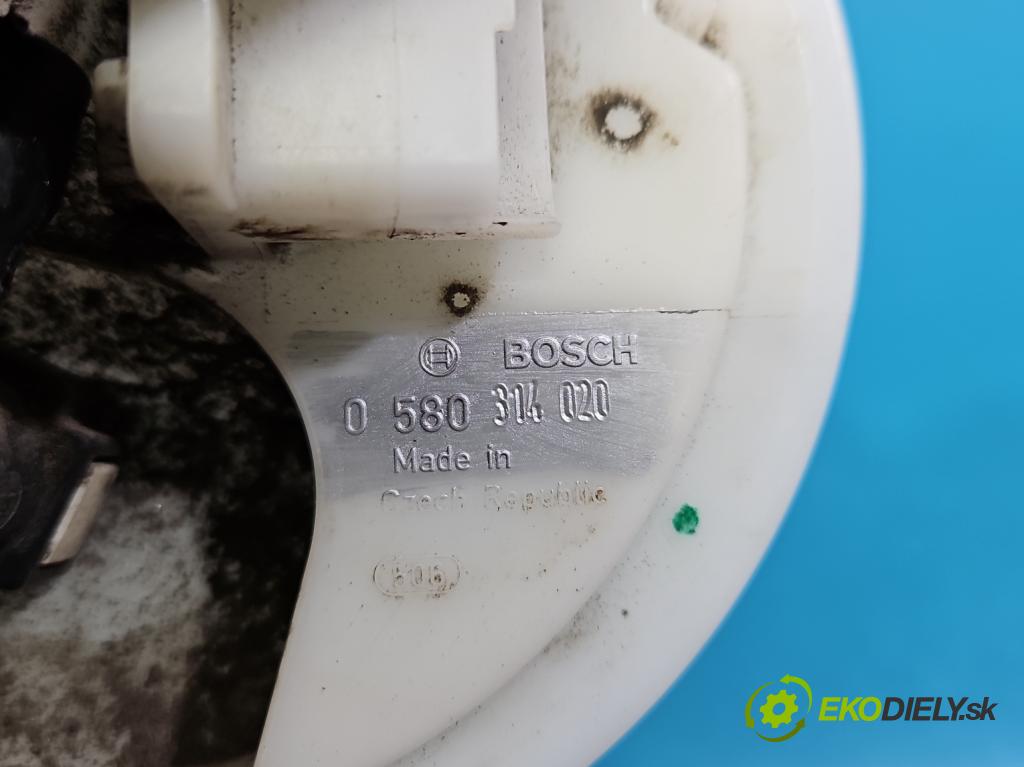 BOSCH
0 580 314 020
Made in
Czech Republic
EKODIELY.sk